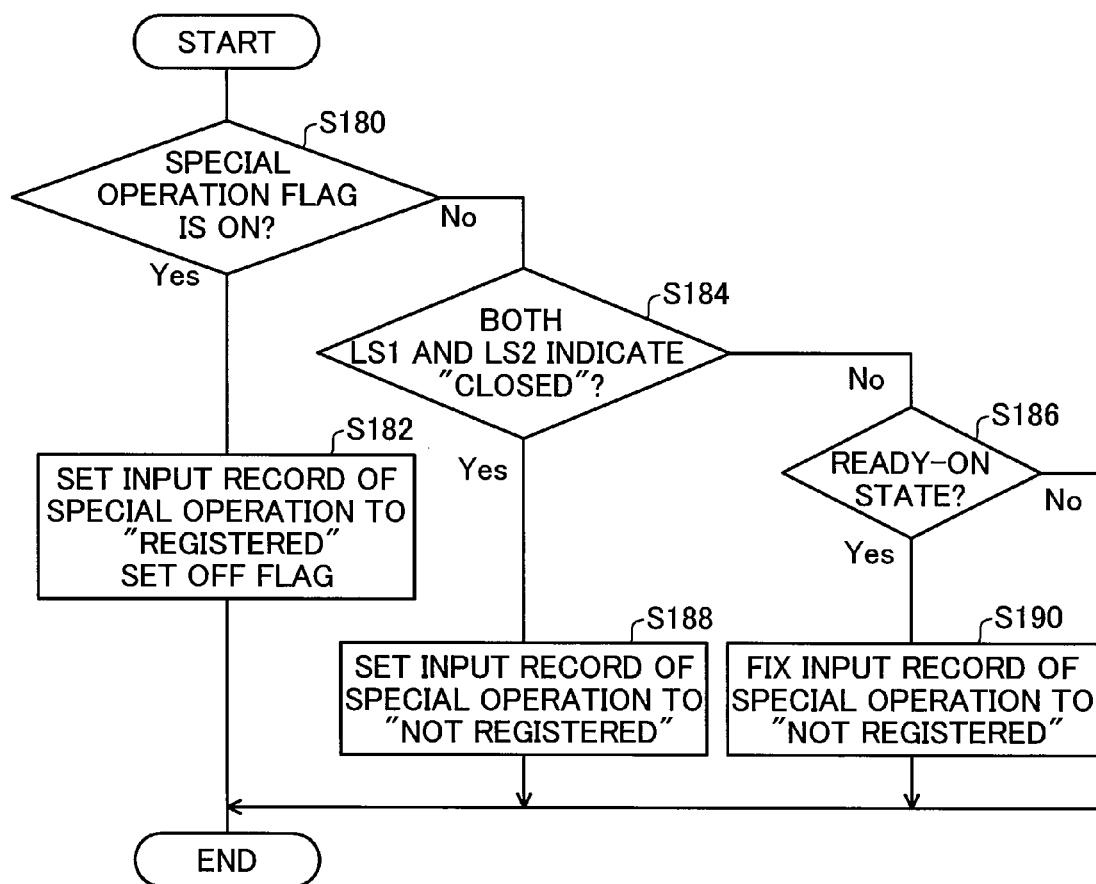 START
S180
SPECIAL
OPERATION FLAG
IS ON?
No
Yes
S184
BOTH
LS1 AND LS2 INDICATE
"CLOSED"?
No
Yes
S186
READY-ON
STATE?
No
Yes
S182
SET INPUT RECORD OF
SPECIAL OPERATION TO
"REGISTERED"
SET OFF FLAG
S188
SET INPUT RECORD OF
SPECIAL OPERATION TO
"NOT REGISTERED"
S190
FIX INPUT RECORD OF
SPECIAL OPERATION TO
"NOT REGISTERED"
END